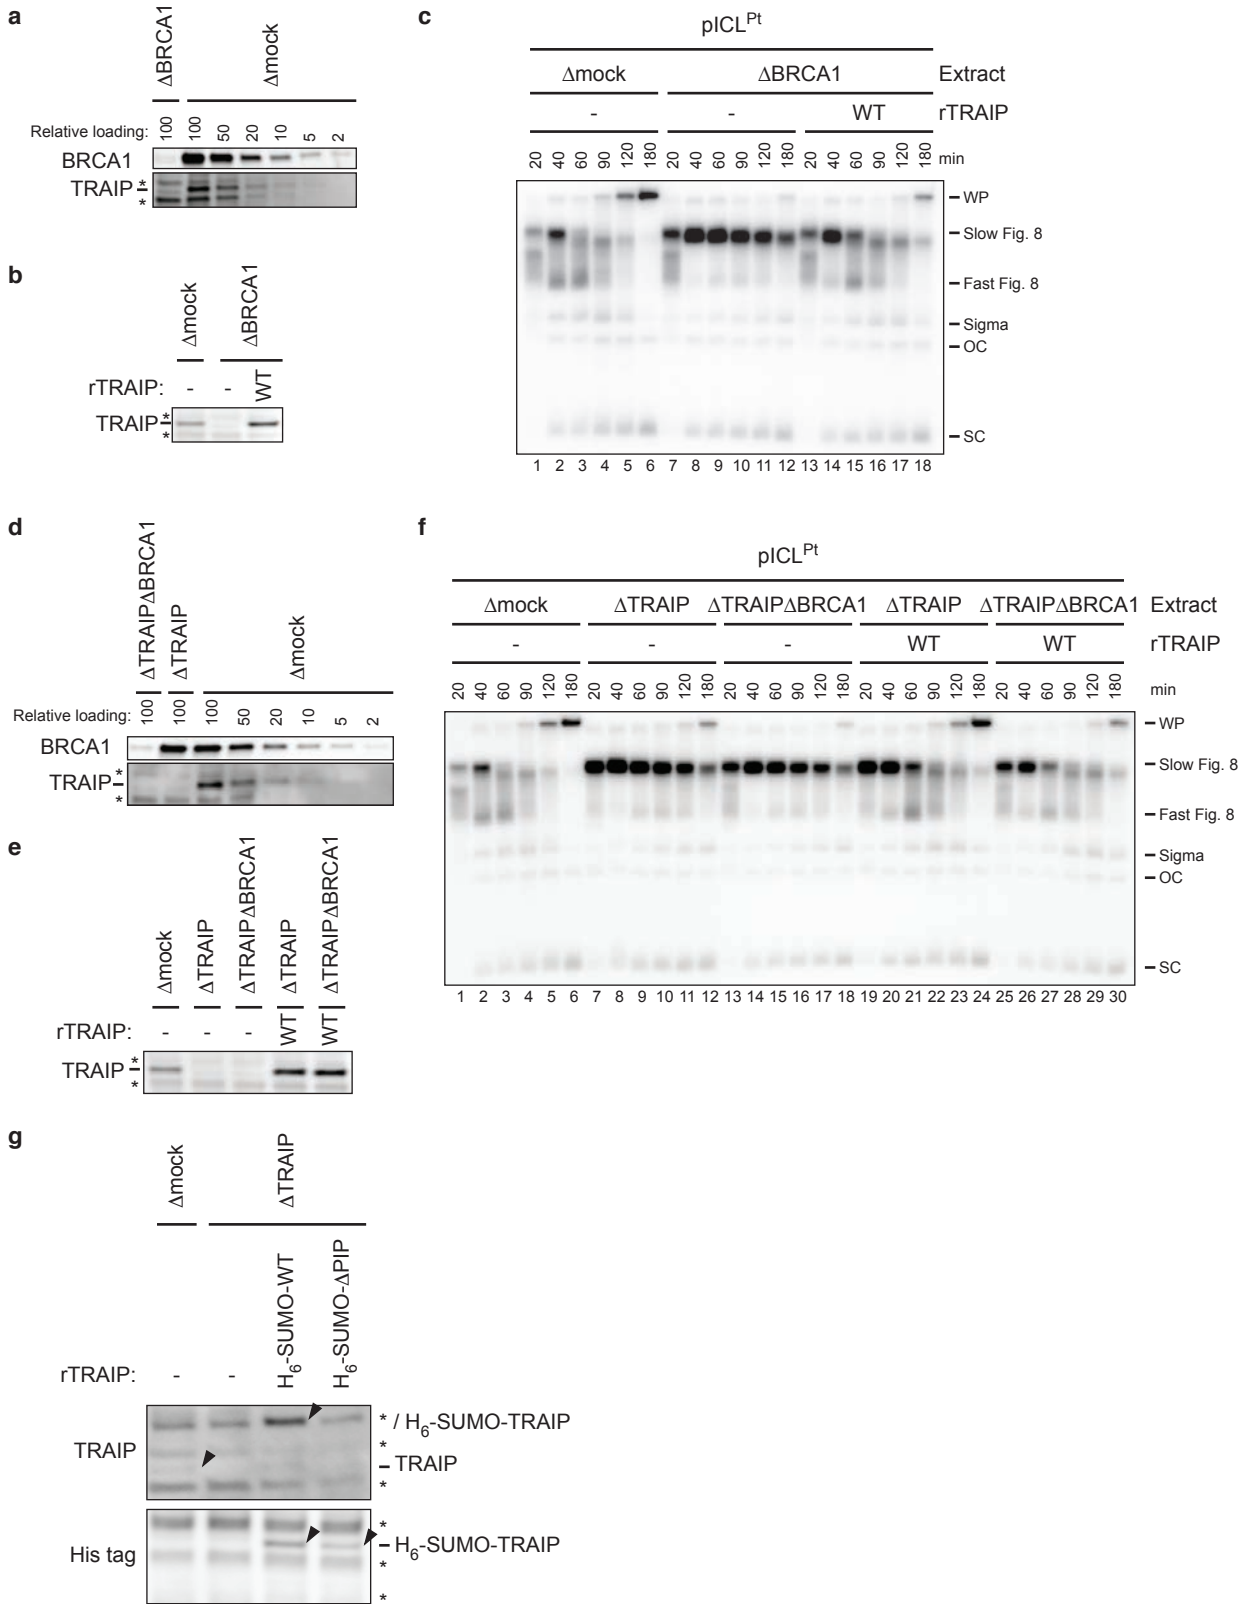 a
ΔBRCA1
Δmock
Relative loading:
100 100 50 20 10 5 2
BRCA1
TRAIP
*
*
b
Δmock
ΔBRCA1
rTRAIP: - - WT
TRAIP
*
*
c
pICLPt
Δmock ΔBRCA1 Extract
- - WT rTRAIP
20 40 60 90 120 180 20 40 60 90 120 180 20 40 60 90 120 180 min
WP
Slow Fig. 8
Fast Fig. 8
Sigma
OC
SC
1 2 3 4 5 6 7 8 9 10 11 12 13 14 15 16 17 18
d
ΔTRAIPΔBRCA1
ΔTRAIP
Δmock
Relative loading:
100 100 100 50 20 10 5 2
BRCA1
TRAIP
*
*
e
Δmock
ΔTRAIP
ΔTRAIPΔBRCA1
ΔTRAIP
ΔTRAIPΔBRCA1
rTRAIP: - - - WT WT
TRAIP
*
*
f
pICLPt
Δmock ΔTRAIP ΔTRAIPΔBRCA1 ΔTRAIP ΔTRAIPΔBRCA1 Extract
- - - WT WT rTRAIP
20 40 60 90 120 180 20 40 60 90 120 180 20 40 60 90 120 180 20 40 60 90 120 180 20 40 60 90 120 180 min
WP
Slow Fig. 8
Fast Fig. 8
Sigma
OC
SC
1 2 3 4 5 6 7 8 9 10 11 12 13 14 15 16 17 18 19 20 21 22 23 24 25 26 27 28 29 30
g
Δmock
ΔTRAIP
rTRAIP: - - H6-SUMO-WT H6-SUMO-ΔPIP
TRAIP
* / H6-SUMO-TRAIP
*
TRAIP
*
His tag
*
H6-SUMO-TRAIP
*
*